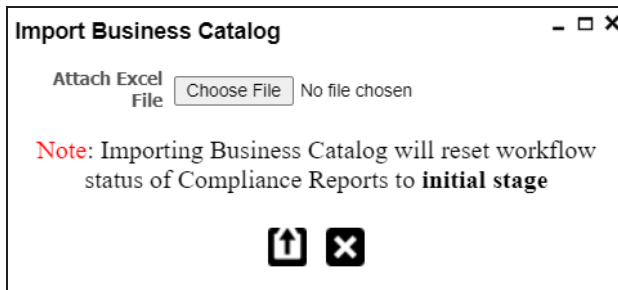 Import Business Catalog
Attach Excel
File
Choose File No file chosen
Note: Importing Business Catalog will reset workflow
status of Compliance Reports to initial stage